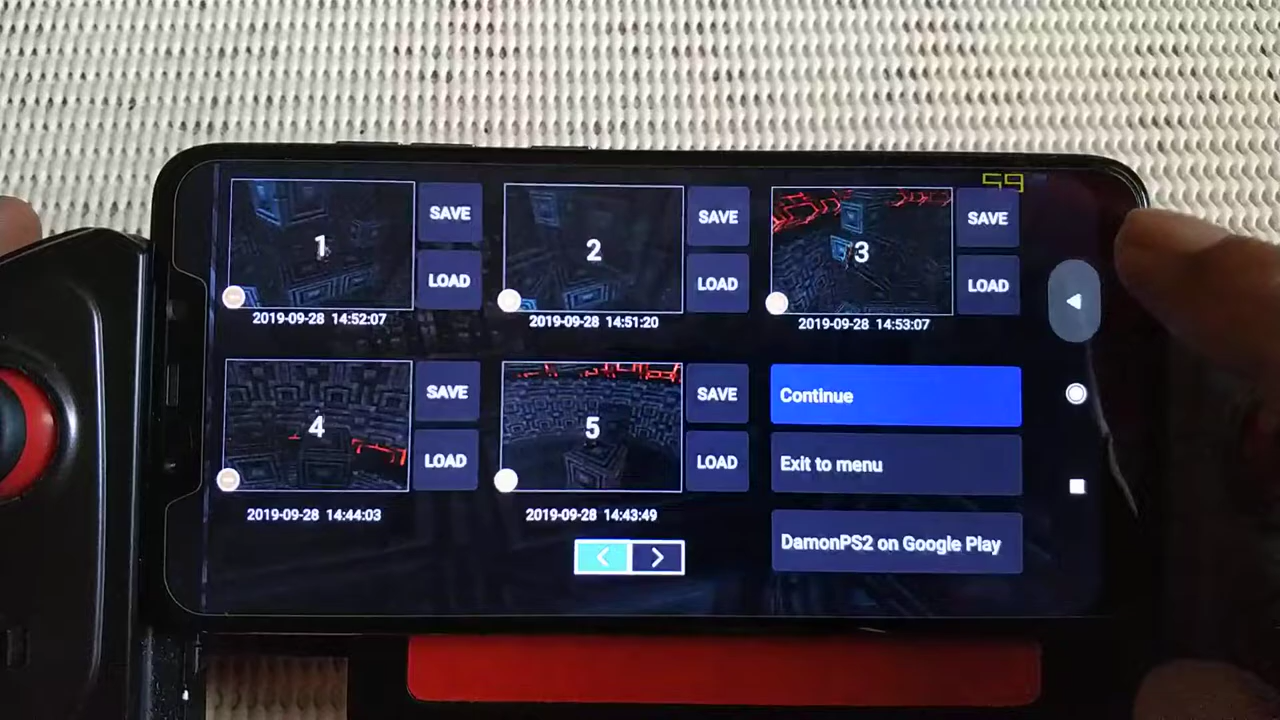 59
1
SAVE
LOAD
2019-09-28 14:52:07
2
SAVE
LOAD
2019-09-28 14:51:20
3
SAVE
LOAD
2019-09-28 14:53:07
4
SAVE
LOAD
2019-09-28 14:44:03
5
SAVE
LOAD
2019-09-28 14:43:49
Continue
Exit to menu
DamonPS2 on Google Play
< >